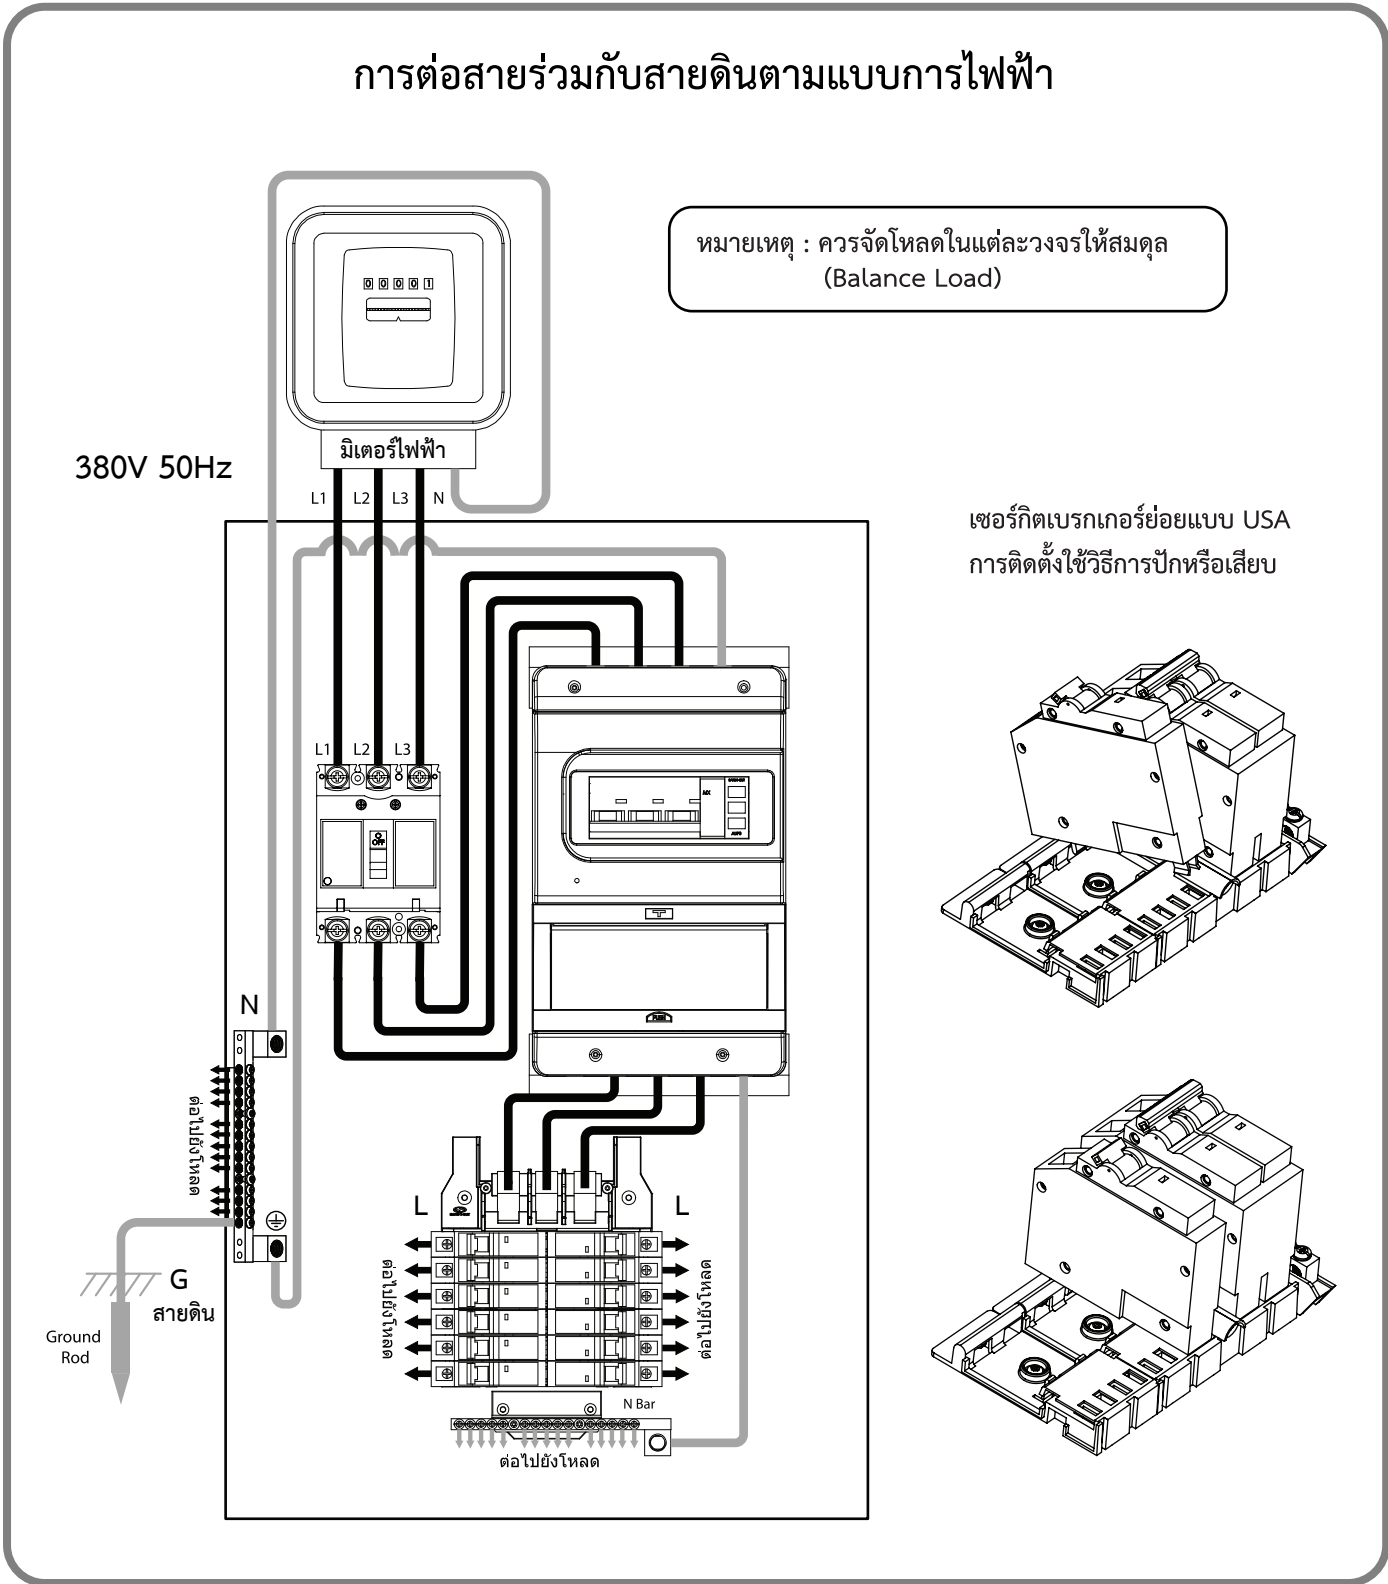 การต่อสายร่วมกับสายดินตามแบบการไฟฟ้า
หมายเหตุ : ควรจัดโหลดในแต่ละวงจรให้สมดุล
(Balance Load)
00001
มิเตอร์ไฟฟ้า
380V 50Hz
L1 L2 L3 N
เซอร์กิตเบรกเกอร์ย่อยแบบ USA
การติดตั้งใช้วิธีการปักหรือเสียบ
L1 L2 L3
OFF
AUTO
PUSH
N
ต่อไปยังโหลด
G
สายดิน
Ground
Rod
L L
ต่อไปยังโหลด
ต่อไปยังโหลด
N Bar
ต่อไปยังโหลด